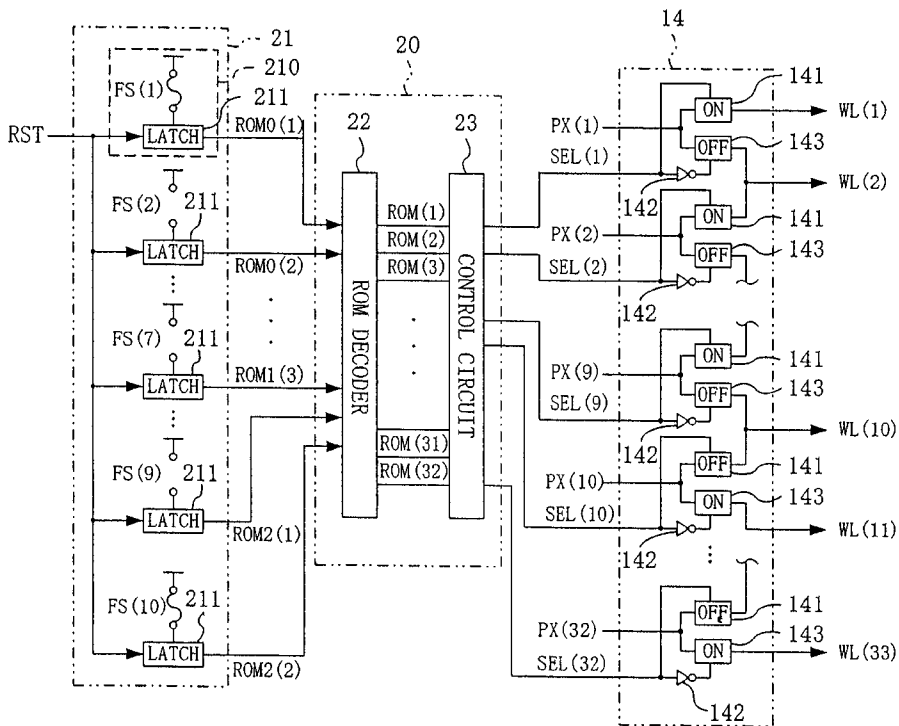 21
210
FS(1)
211
RST
LATCH
ROM0(1)
FS(2)
211
LATCH
ROM0(2)
FS(7)
211
LATCH
ROM1(3)
FS(9)
211
LATCH
ROM2(1)
FS(10)
211
LATCH
ROM2(2)
20
22
23
ROM DECODER
ROM(1)
ROM(2)
ROM(3)
ROM(31)
ROM(32)
CONTROL CIRCUIT
14
PX(1)
SEL(1)
ON
141
WL(1)
OFF
143
142
WL(2)
PX(2)
SEL(2)
ON
141
OFF
143
142
PX(9)
SEL(9)
ON
141
OFF
143
142
WL(10)
PX(10)
SEL(10)
OFF
141
ON
143
142
WL(11)
PX(32)
SEL(32)
OFF
141
ON
143
142
WL(33)